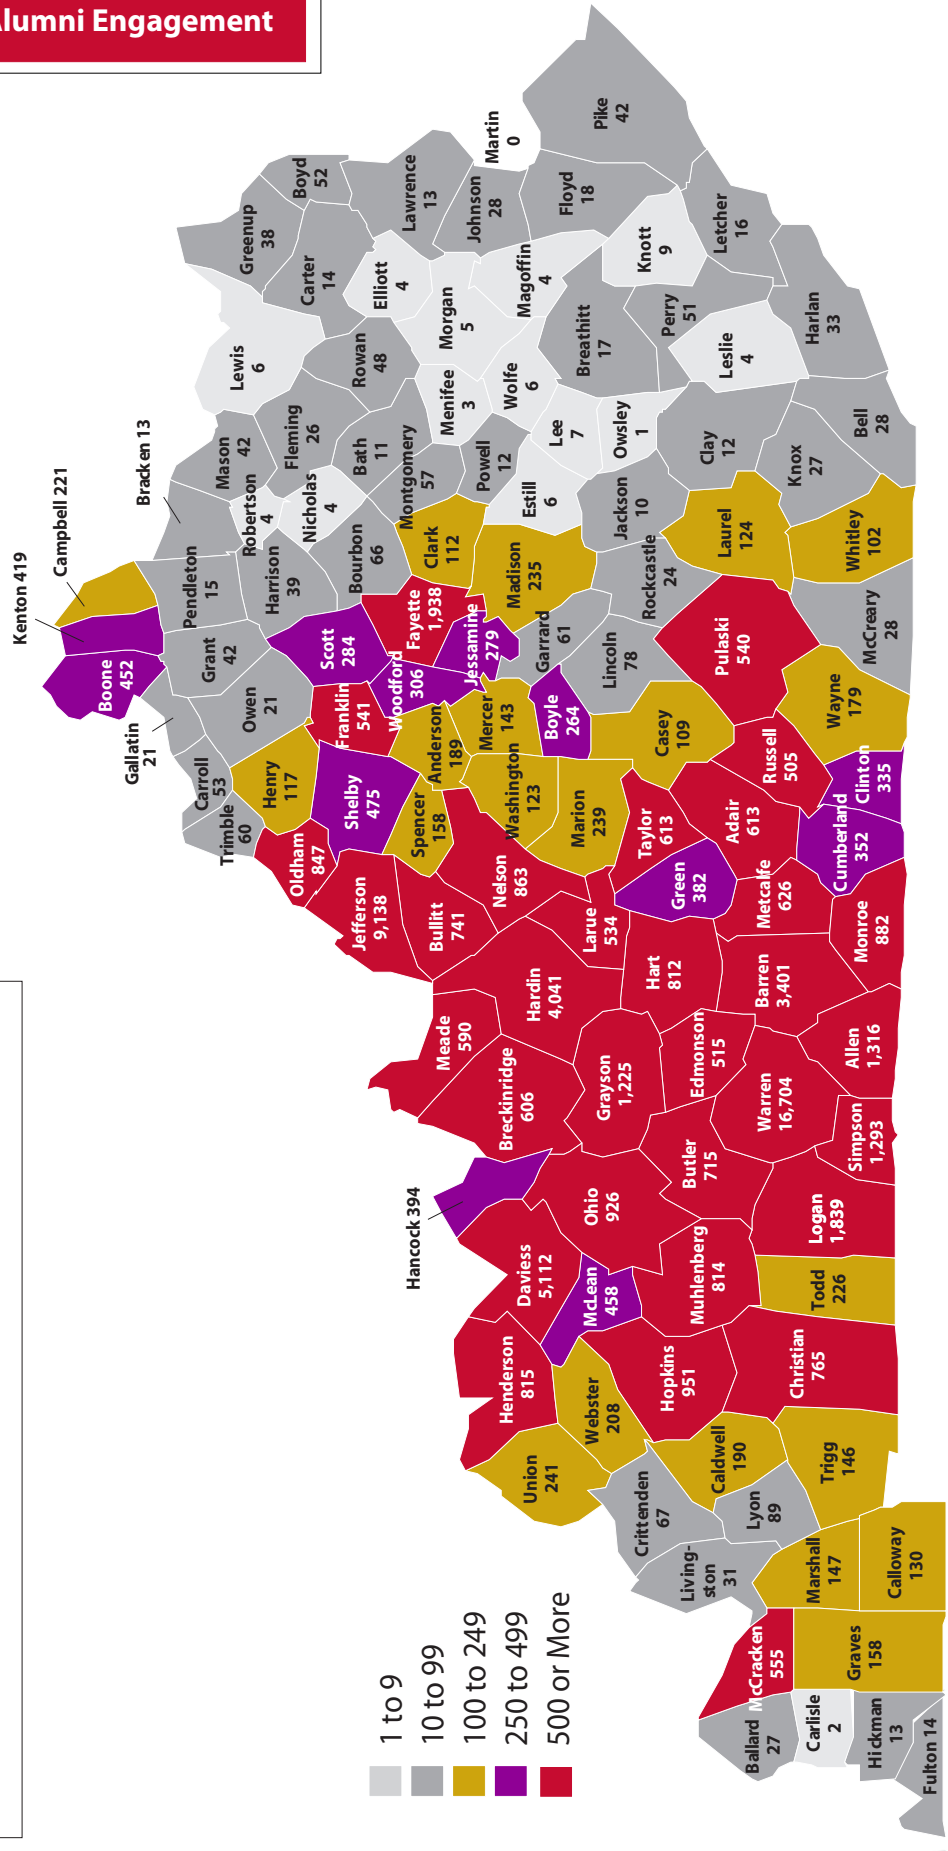 Alumni Engagement
Kenton 419
Campbell 221
Bracken 13
Boone
452
Gallatin
21
Carroll
53
Trimble
60
Grant
42
Pendleton
15
Owen
21
Henry
117
Oldham
847
Harrison
39
Robertson
4
Mason
42
Lewis
6
Greenup
38
Boyd
52
Carter
14
Fleming
26
Nicholas
4
Scott
284
Franklin
541
Shelby
475
Jefferson
9,138
Bourbon
66
Bath
11
Rowan
48
Elliott
4
Lawrence
13
Martin
0
Johnson
28
Morgan
5
Menifee
3
Montgomery
57
Clark
112
Fayette
1,938
Woodford
306
Jessamine
279
Anderson
189
Spencer
158
Bullitt
741
Meade
590
Hancock 394
Breckinridge
606
Hardin
4,041
Nelson
863
Washington
123
Mercer
143
Boyle
264
Garrard
61
Madison
235
Estill
6
Powell
12
Wolfe
6
Lee
7
Magoffin
4
Floyd
18
Pike
42
Knott
9
Breathitt
17
Owsley
1
Jackson
10
Rockcastle
24
Lincoln
78
Marion
239
Larue
534
Grayson
1,225
Ohio
926
Daviess
5,112
Henderson
815
Union
241
Webster
208
McLean
458
Hopkins
951
Muhlenberg
814
Butler
715
Edmonson
515
Hart
812
Green
382
Taylor
613
Casey
109
Pulaski
540
Laurel
124
Clay
12
Perry
51
Leslie
4
Letcher
16
Harlan
33
Knox
27
Bell
28
Whitley
102
McCreary
28
Wayne
179
Russell
505
Adair
613
Clinton
335
Cumberland
352
Metcalfe
626
Monroe
882
Barren
3,401
Allen
1,316
Warren
16,704
Simpson
1,293
Logan
1,839
Todd
226
Christian
765
Trigg
146
Caldwell
190
Lyon
89
Crittenden
67
Living-
ston
31
Marshall
147
Calloway
130
McCracken
555
Graves
158
Ballard
27
Carlisle
2
Hickman
13
Fulton 14
1 to 9
10 to 99
100 to 249
250 to 499
500 or More